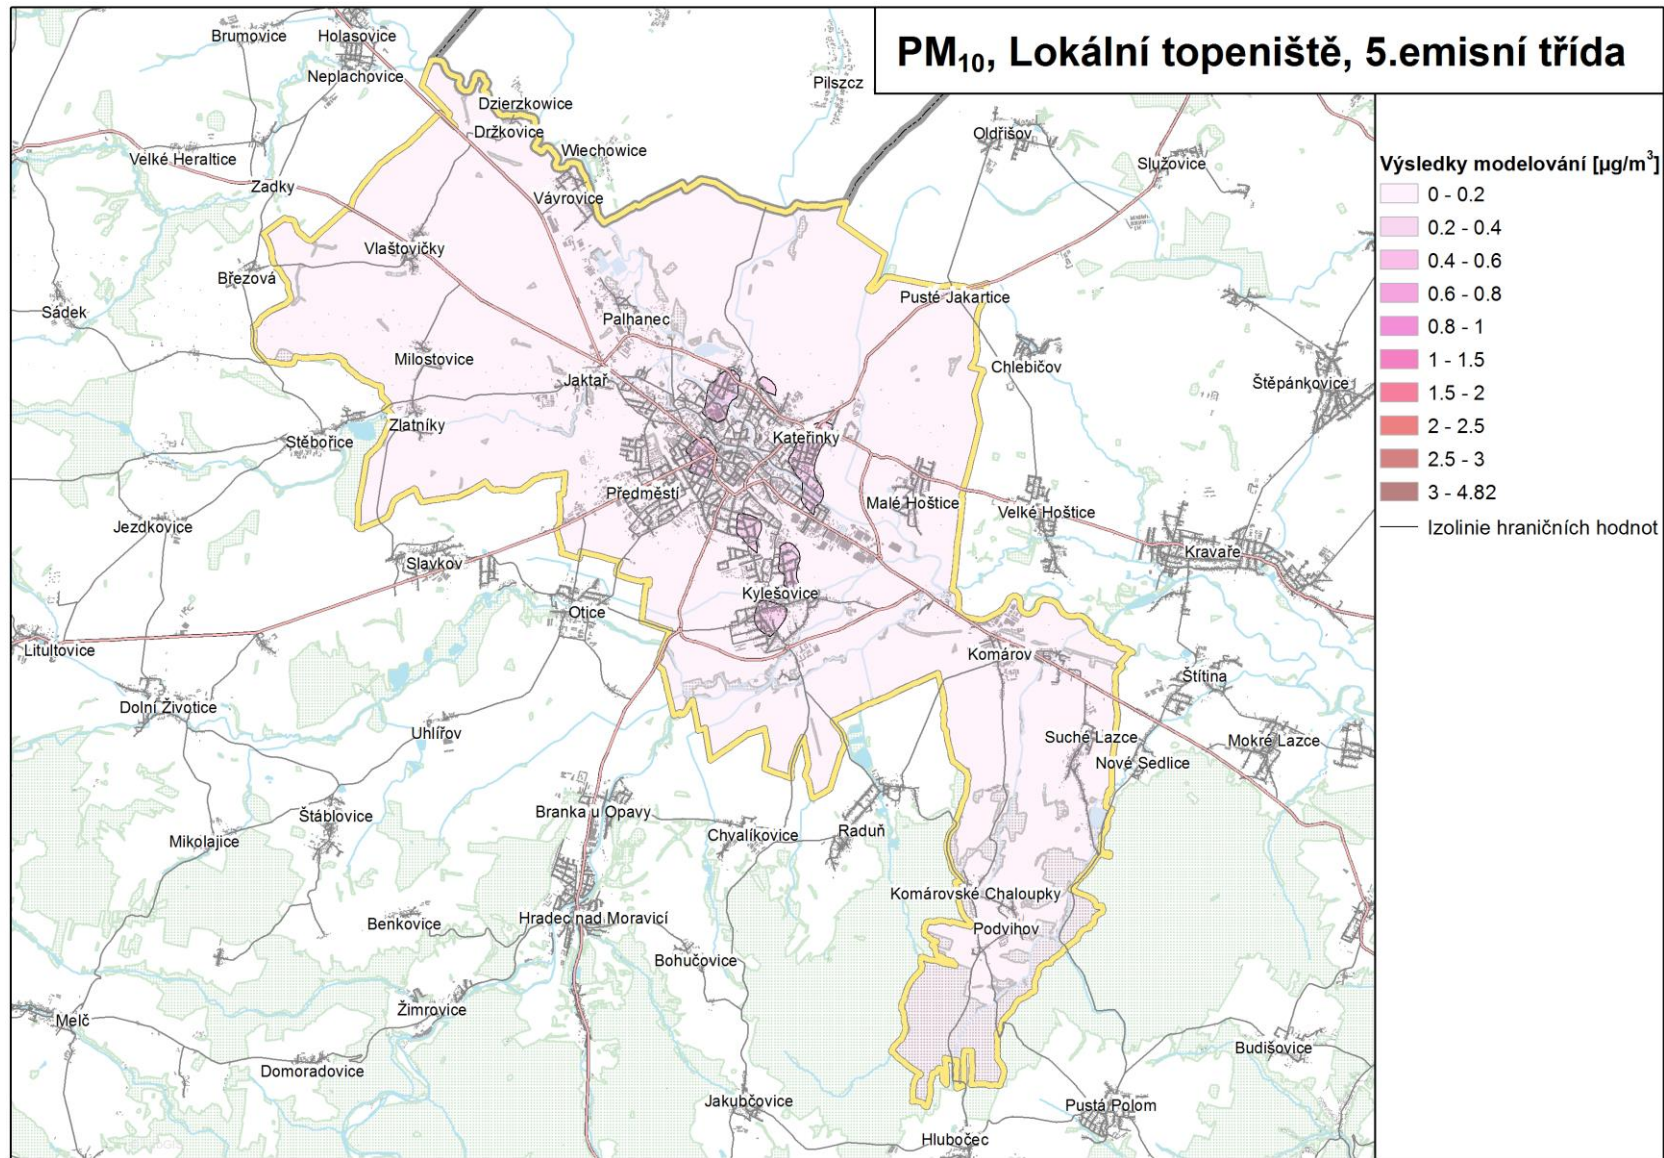 PM₁₀, Lokální topeniště, 5.emisní třída
Výsledky modelování [µg/m³]
0 - 0.2
0.2 - 0.4
0.4 - 0.6
0.6 - 0.8
0.8 - 1
1 - 1.5
1.5 - 2
2 - 2.5
2.5 - 3
3 - 4.82
Izolinie hraničních hodnot
Brumovice
Holasovice
Neplachovice
Pilszcz
Dzierzkowice
Držkovice
Oldřišov
Wiechowice
Velké Heraltice
Služovice
Zadky
Vávrovice
Vlaštovičky
Březová
Pusté Jakartice
Sádek
Palhanec
Milostovice
Chlebičov
Jaktař
Štěpánkovice
Zlatníky
Stěbořice
Kateřinky
Předměstí
Malé Hoštice
Velké Hoštice
Jezdkovice
Kravaře
Slavkov
Kylešovice
Otice
Litultovice
Komárov
Štítina
Dolní Životice
Uhlířov
Suché Lazce
Mokré Lazce
Nové Sedlice
Branka u Opavy
Štáblovice
Chvalíkovice
Raduň
Mikolajice
Komárovské Chaloupky
Hradec nad Moravicí
Benkovice
Podvihov
Bohučovice
Žimrovice
Melč
Budišovice
Domoradovice
Jakubčovice
Pustá Polom
Hlubočec